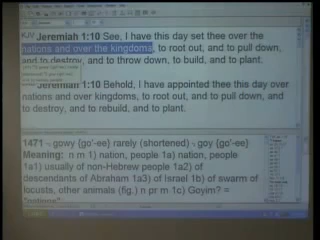 KJV Jeremiah 1:10 See, I have this day set thee over the
nations and over the kingdoms, to root out, and to pull down,
and to destroy, and to throw down, to build, and to plant.
Jeremiah 1:10 Behold, I have appointed thee this day over
nations and over kingdoms, to root out, and to pull down, and
to destroy, and to rebuild, and to plant.
1471 ¬ gowy {go'-ee} rarely (shortened) ¬ goy {go'-ee}
Meaning: n m 1) nation, people 1a) nation, people
1a1) usually of non-Hebrew people 1a2) of
descendants of Abraham 1a3) of Israel 1b) of swarm of
locusts, other animals (fig.) n pr m 1c) Goyim? =
"nations"